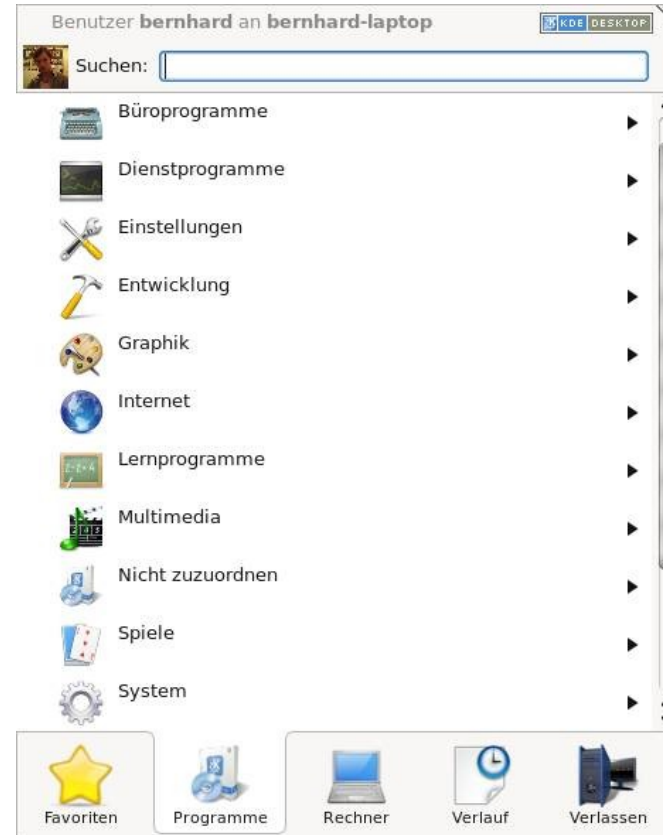 Benutzer bernhard an bernhard-laptop
KDE DESKTOP
Suchen:
Büroprogramme
Dienstprogramme
Einstellungen
Entwicklung
Graphik
Internet
Lernprogramme
Multimedia
Nicht zuzuordnen
Spiele
System
Favoriten
Programme
Rechner
Verlauf
Verlassen